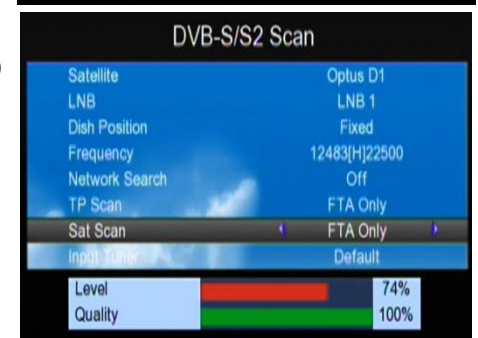 DVB-S/S2 Scan
Satellite Optus D1
LNB LNB 1
Dish Position Fixed
Frequency 12483[H]22500
Network Search Off
TP Scan FTA Only
Sat Scan FTA Only
Input Tuner Default
Level 74%
Quality 100%